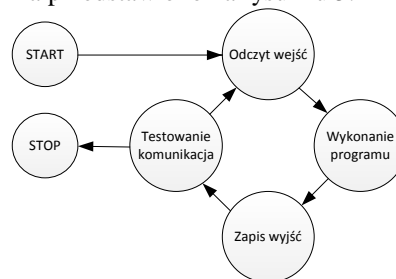 START
Odczyt wejść
Testowanie
komunikacja
STOP
Wykonanie
programu
Zapis wyjść